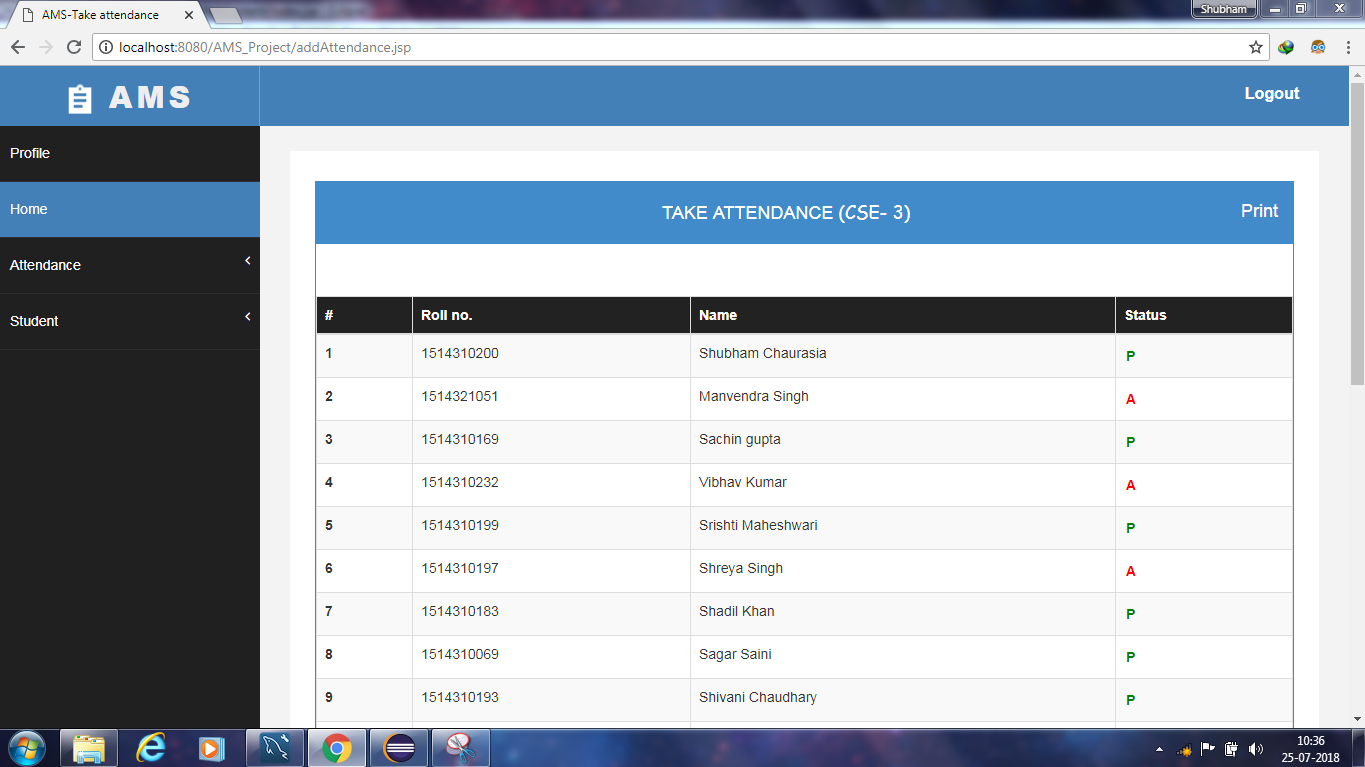 AMS-Take attendance
Shubham
localhost:8080/AMS_Project/addAttendance.jsp
AMS
Logout
Profile
Home
Attendance
Student
TAKE ATTENDANCE (CSE- 3)
Print
# Roll no. Name Status
1 1514310200 Shubham Chaurasia P
2 1514321051 Manvendra Singh A
3 1514310169 Sachin gupta P
4 1514310232 Vibhav Kumar A
5 1514310199 Srishti Maheshwari P
6 1514310197 Shreya Singh A
7 1514310183 Shadil Khan P
8 1514310069 Sagar Saini P
9 1514310193 Shivani Chaudhary P
10:36
25-07-2018